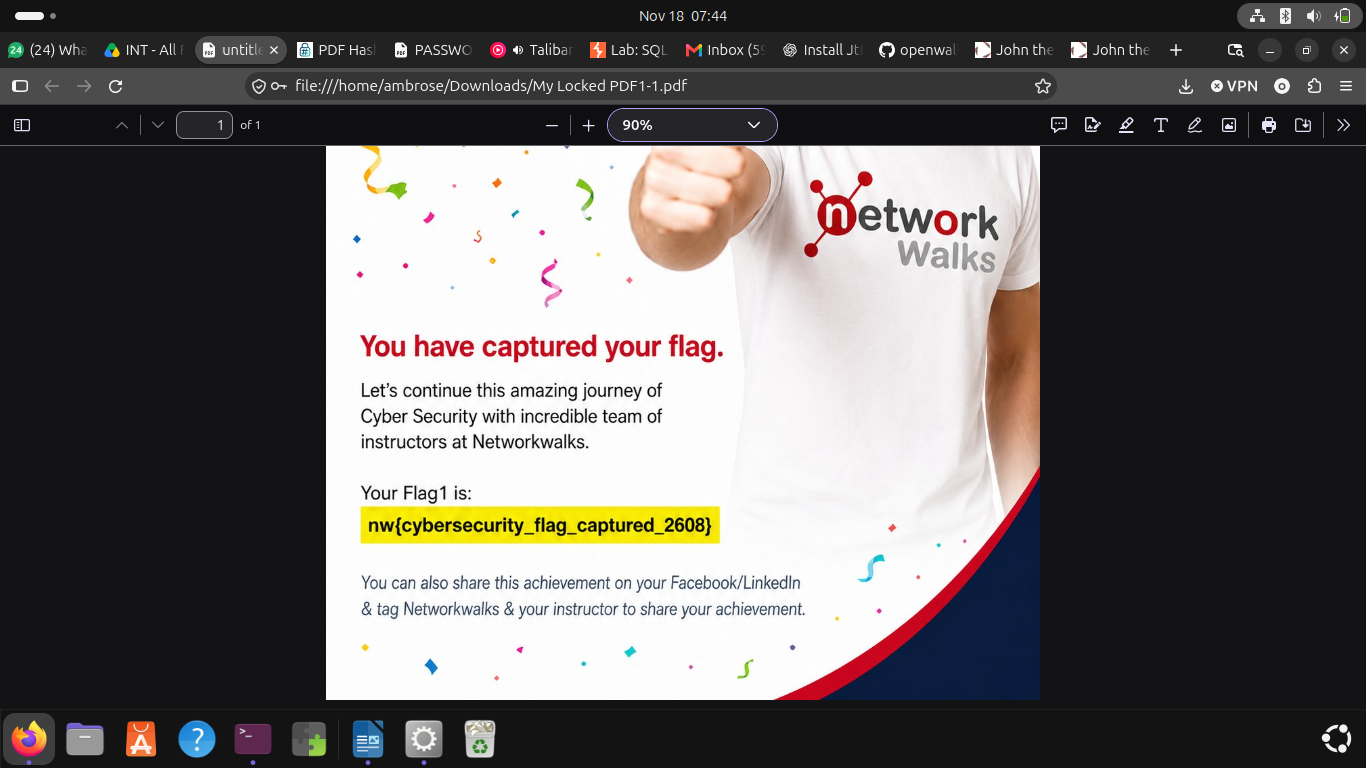 Nov 18 07:44
(24) Wha
INT - All
untitle
PDF Has
PASSWO
Taliban
Lab: SQL
Inbox (59
Install Jt
openwal
John the
John the
file:///home/ambrose/Downloads/My Locked PDF1-1.pdf
VPN
1 of 1
90%
network
Walks
You have captured your flag.
Let's continue this amazing journey of
Cyber Security with incredible team of
instructors at Networkwalks.
Your Flag1 is:
nw{cybersecurity_flag_captured_2608}
You can also share this achievement on your Facebook/LinkedIn
& tag Networkwalks & your instructor to share your achievement.